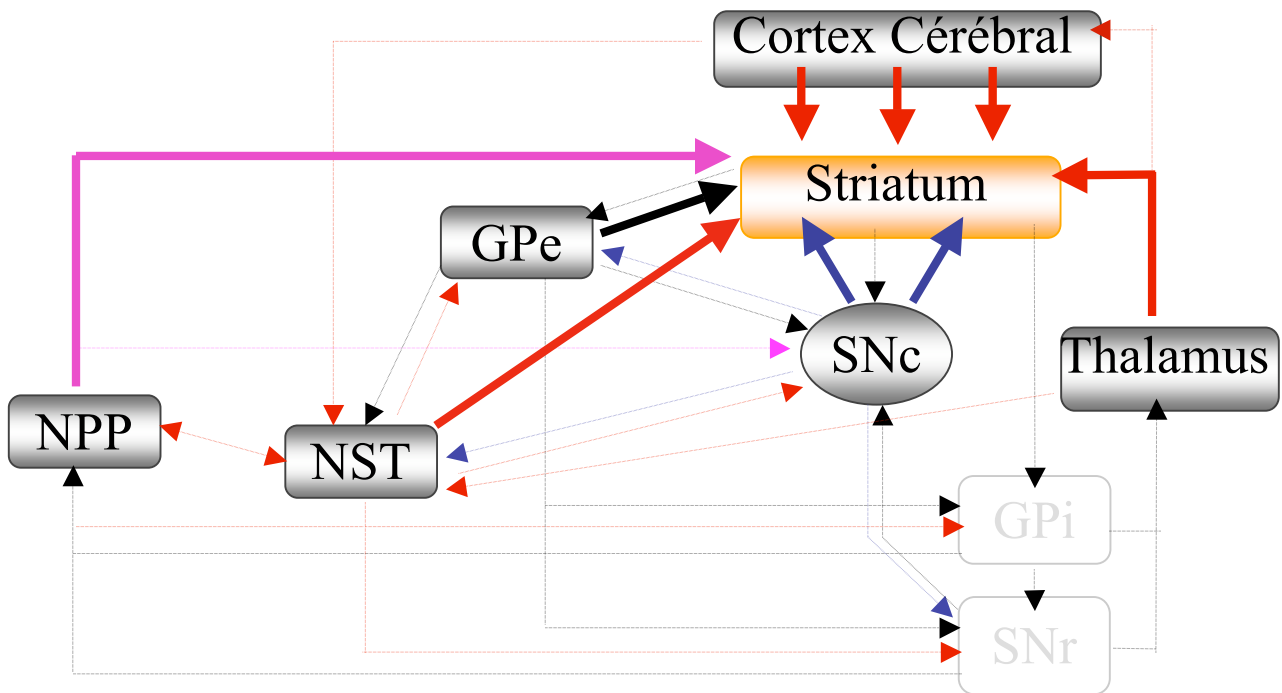 Cortex Cérébral
Striatum
GPe
SNc
Thalamus
NPP
NST
GPi
SNr